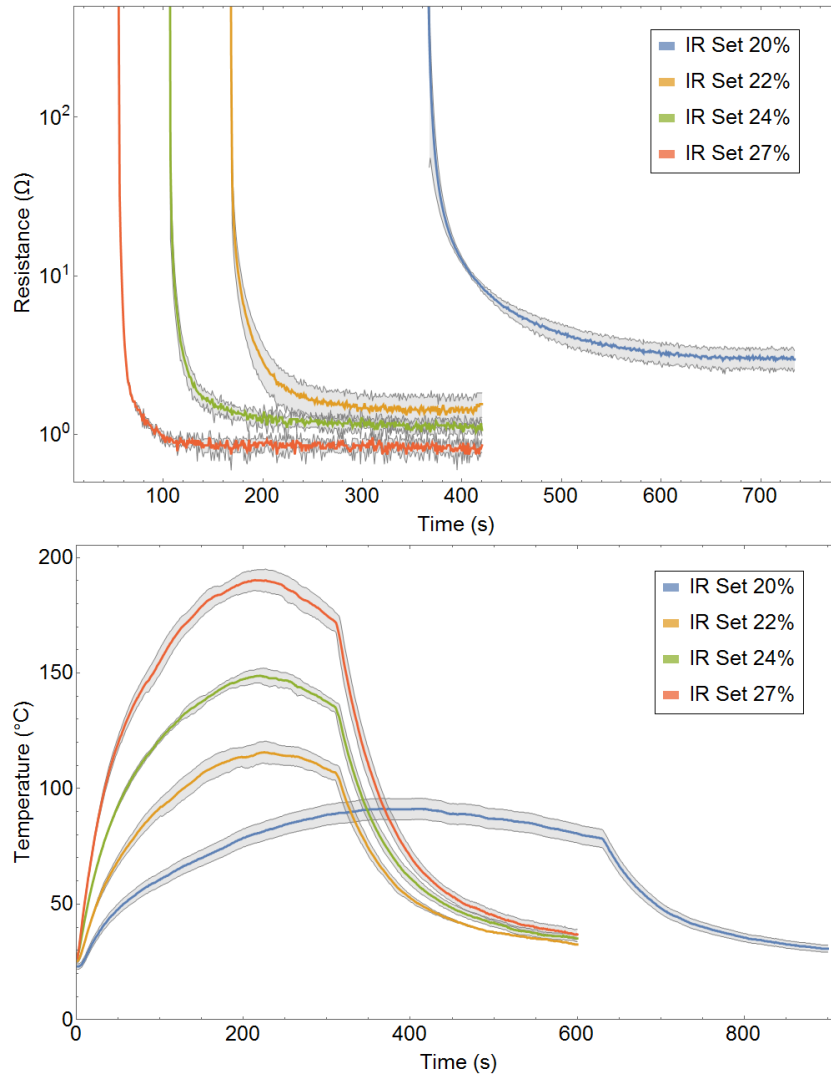 IR Set 20%
IR Set 22%
IR Set 24%
IR Set 27%
10²
10¹
10⁰
Resistance (Ω)
100 200 300 400 500 600 700
Time (s)
200
150
100
50
0
Temperature (°C)
IR Set 20%
IR Set 22%
IR Set 24%
IR Set 27%
0 200 400 600 800
Time (s)